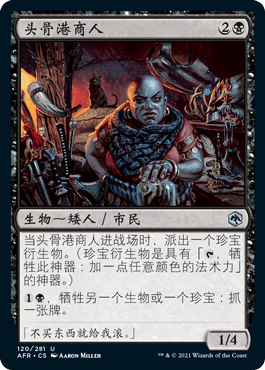 头骨港商人 2
生物～矮人 / 市民
当头骨港商人进战场时，派出一个珍宝
衍生物。（珍宝衍生物是具有「，牺
牲此神器：加一点任意颜色的法术力」
的神器。）
1，牺牲另一个生物或一个珍宝：抓
一张牌。
「不买东西就给我滚。」
1/4
120/281 U
AFR • CS AARON MILLER
™ & © 2021 Wizards of the Coast